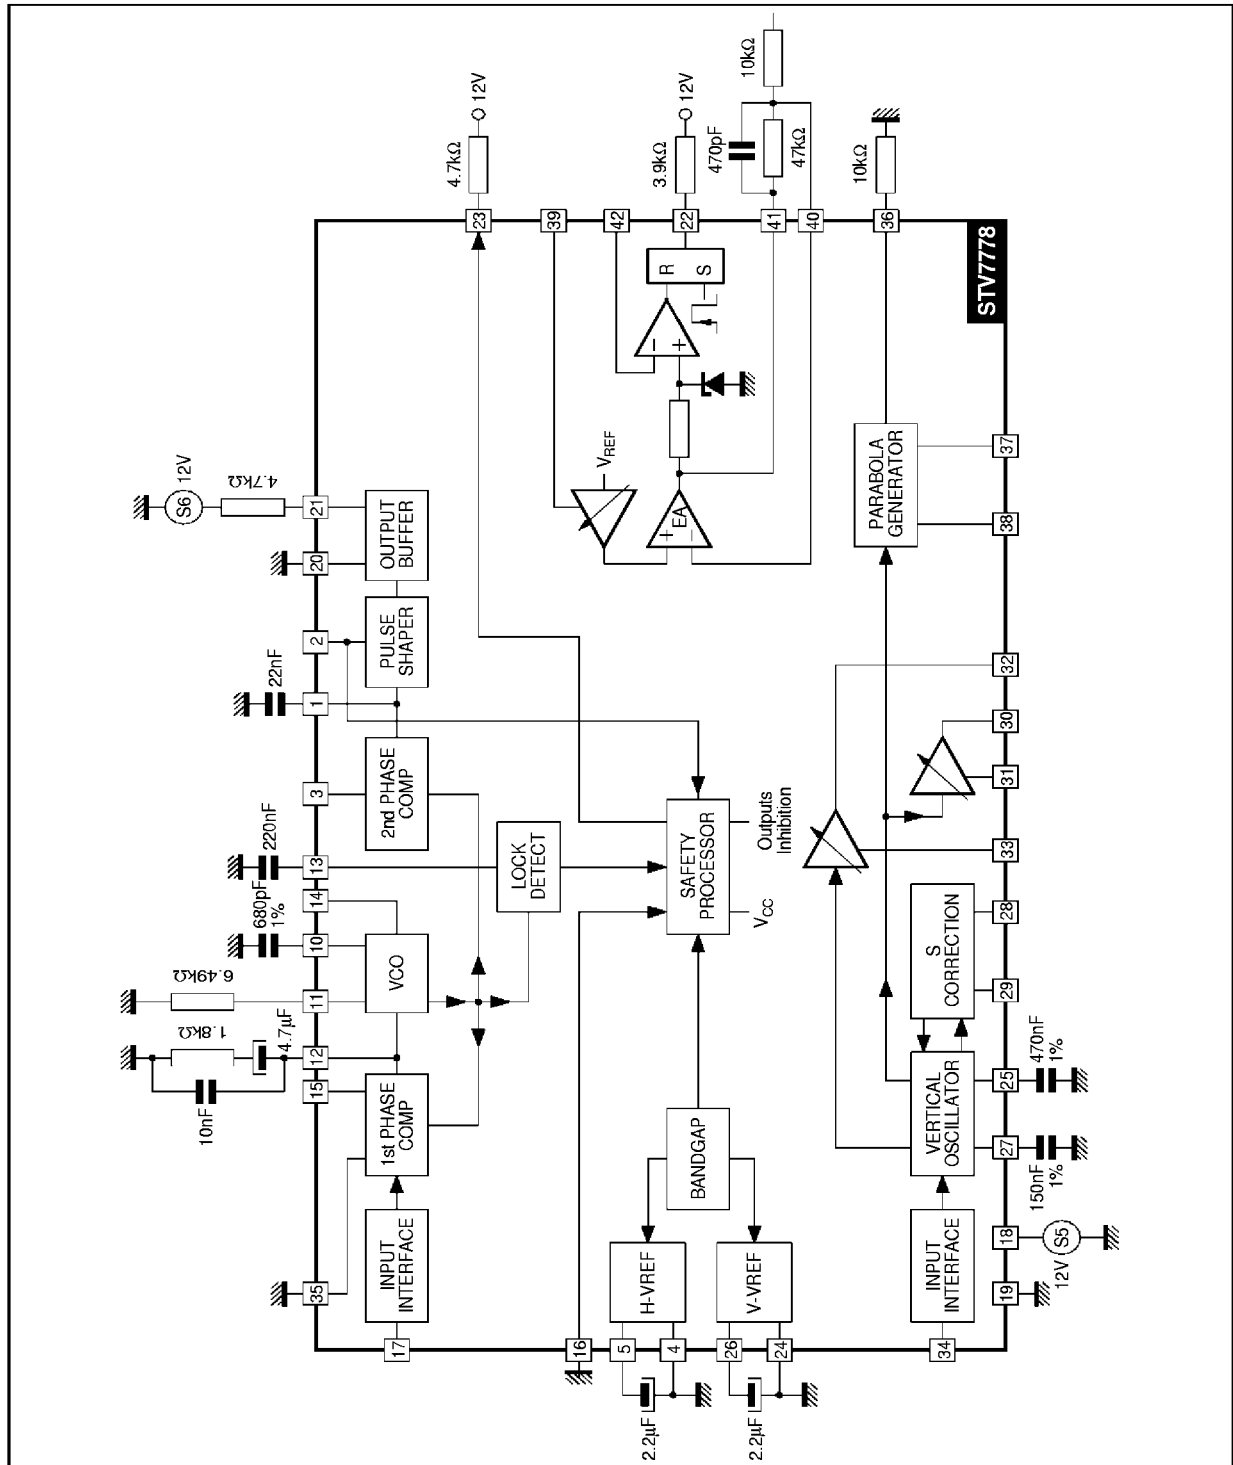 12V
4.7kΩ
23
39
42
12V
3.9kΩ
22
10kΩ
470pF
47kΩ
41
40
10kΩ
36
STV7778
R
S
−
+
VREF
EA
+
−
12V
S6
4.7kΩ
21
20
OUTPUT
BUFFER
2
PULSE
SHAPER
22nF
1
3
2nd PHASE
COMP
220nF
13
14
680pF
1%
10
6.49kΩ
11
VCO
1.8kΩ
4.7µF
12
10nF
15
1st PHASE
COMP
35
INPUT
INTERFACE
17
LOCK
DETECT
SAFETY
PROCESSOR
Outputs
Inhibition
VCC
BANDGAP
H-VREF
V-VREF
16
5
4
26
24
2.2µF
2.2µF
PARABOLA
GENERATOR
37
38
32
30
31
33
S
CORRECTION
28
29
VERTICAL
OSCILLATOR
25
470nF
1%
27
150nF
1%
INPUT
INTERFACE
34
18
S5
12V
19